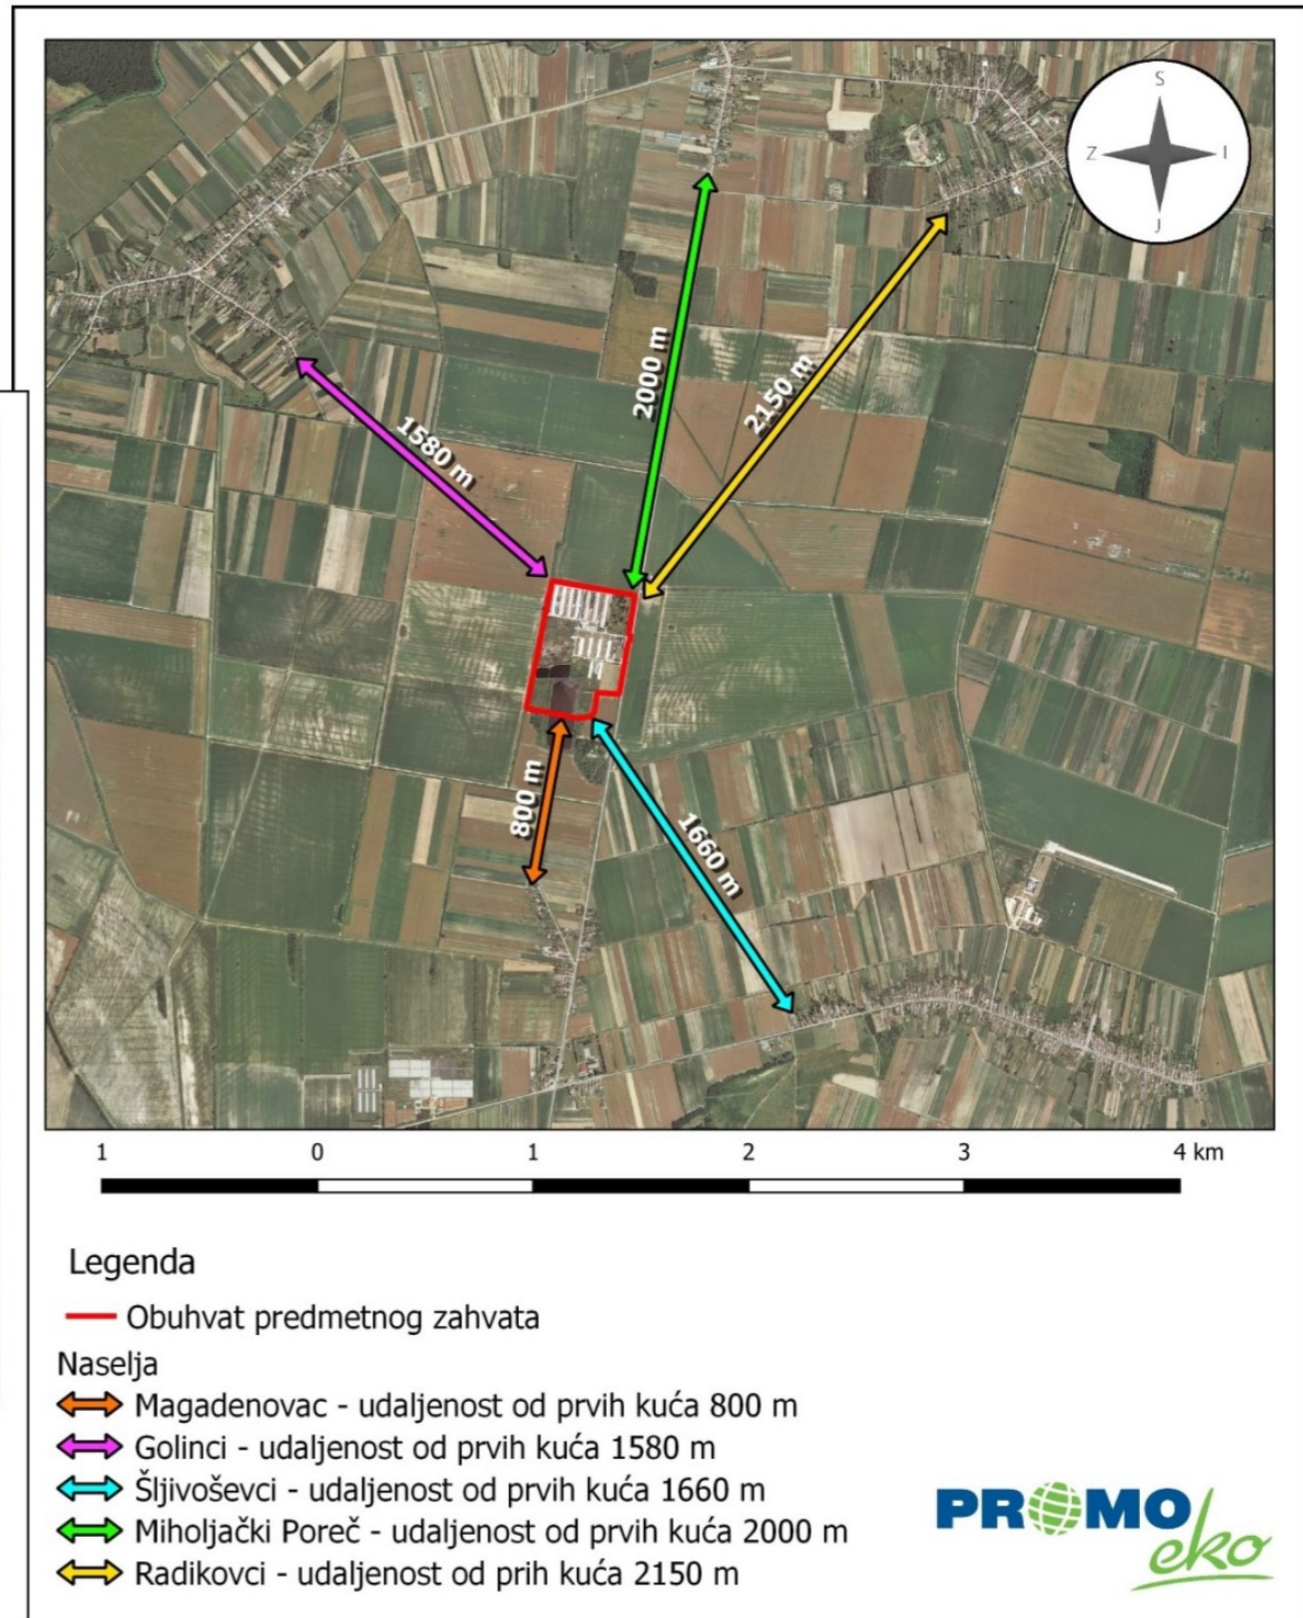 S
Z I
J
2000 m
2150 m
1580 m
800 m
1660 m
1 0 1 2 3 4 km
Legenda
Obuhvat predmetnog zahvata
Naselja
Magadenovac - udaljenost od prvih kuća 800 m
Golinci - udaljenost od prvih kuća 1580 m
Šljivoševci - udaljenost od prvih kuća 1660 m
Miholjački Poreč - udaljenost od prvih kuća 2000 m
Radikovci - udaljenost od prih kuća 2150 m
PROMO
eko